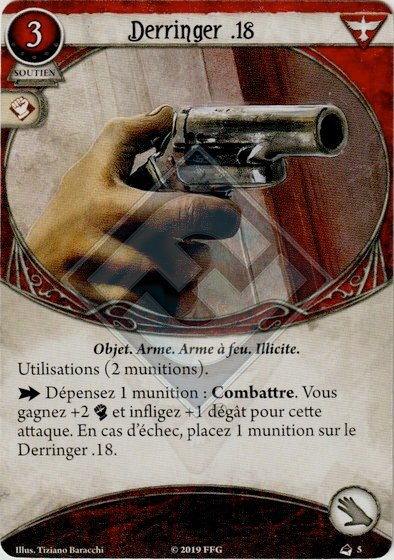 3
Derringer .18
SOUTIEN
Objet. Arme. Arme à feu. Illicite.
Utilisations (2 munitions).
Dépensez 1 munition : Combattre. Vous
gagnez +2 et infligez +1 dégât pour cette
attaque. En cas d'échec, placez 1 munition sur le
Derringer .18.
Illus. Tiziano Baracchi © 2019 FFG 5